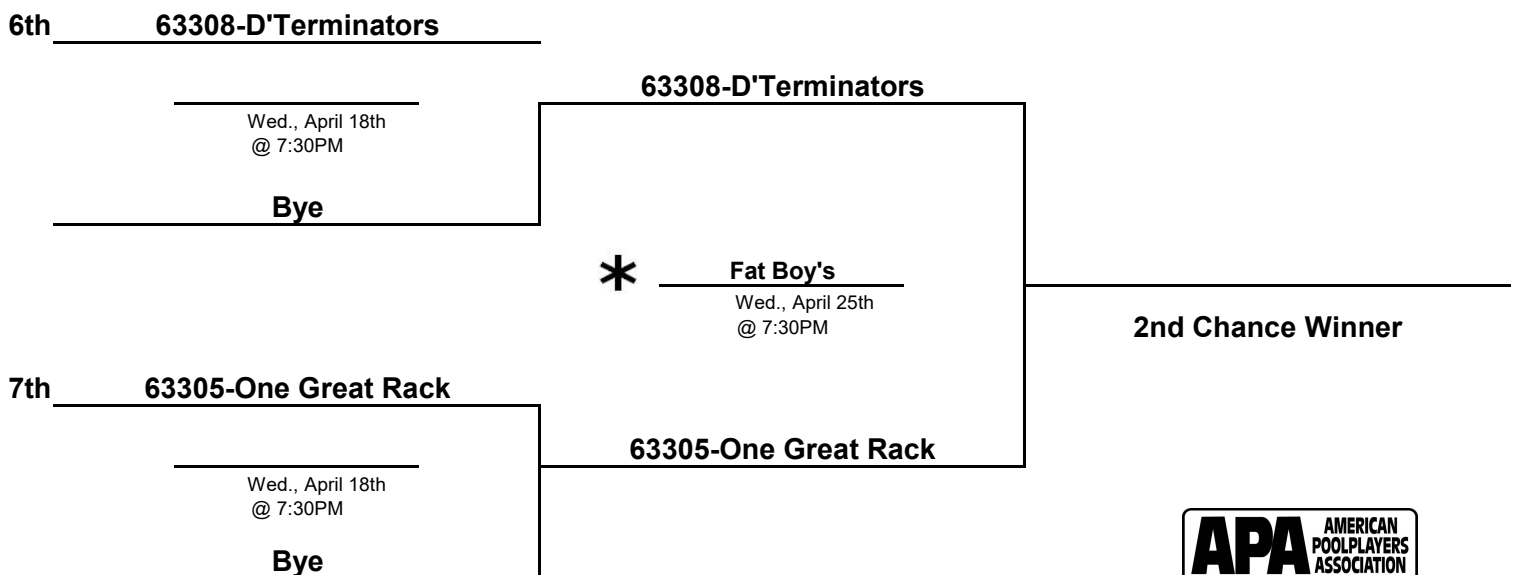 6th 63308-D'Terminators
63308-D'Terminators
Wed., April 18th
@ 7:30PM
Bye
* Fat Boy's
Wed., April 25th
@ 7:30PM
2nd Chance Winner
7th 63305-One Great Rack
63305-One Great Rack
Wed., April 18th
@ 7:30PM
Bye
APA AMERICAN
POOLPLAYERS
ASSOCIATION